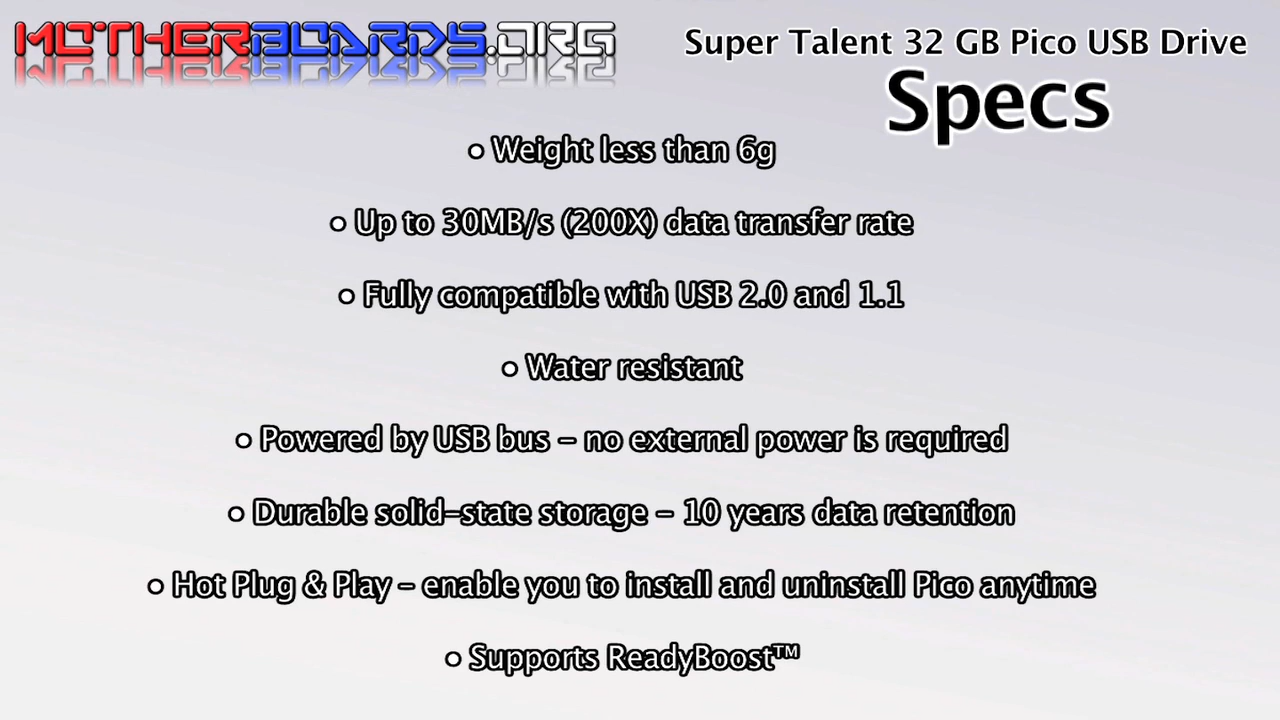 MOTHERBOARDS.ORG
Super Talent 32 GB Pico USB Drive
Specs
• Weight less than 6g
• Up to 30MB/s (200X) data transfer rate
• Fully compatible with USB 2.0 and 1.1
• Water resistant
• Powered by USB bus – no external power is required
• Durable solid–state storage – 10 years data retention
• Hot Plug & Play – enable you to install and uninstall Pico anytime
• Supports ReadyBoost™